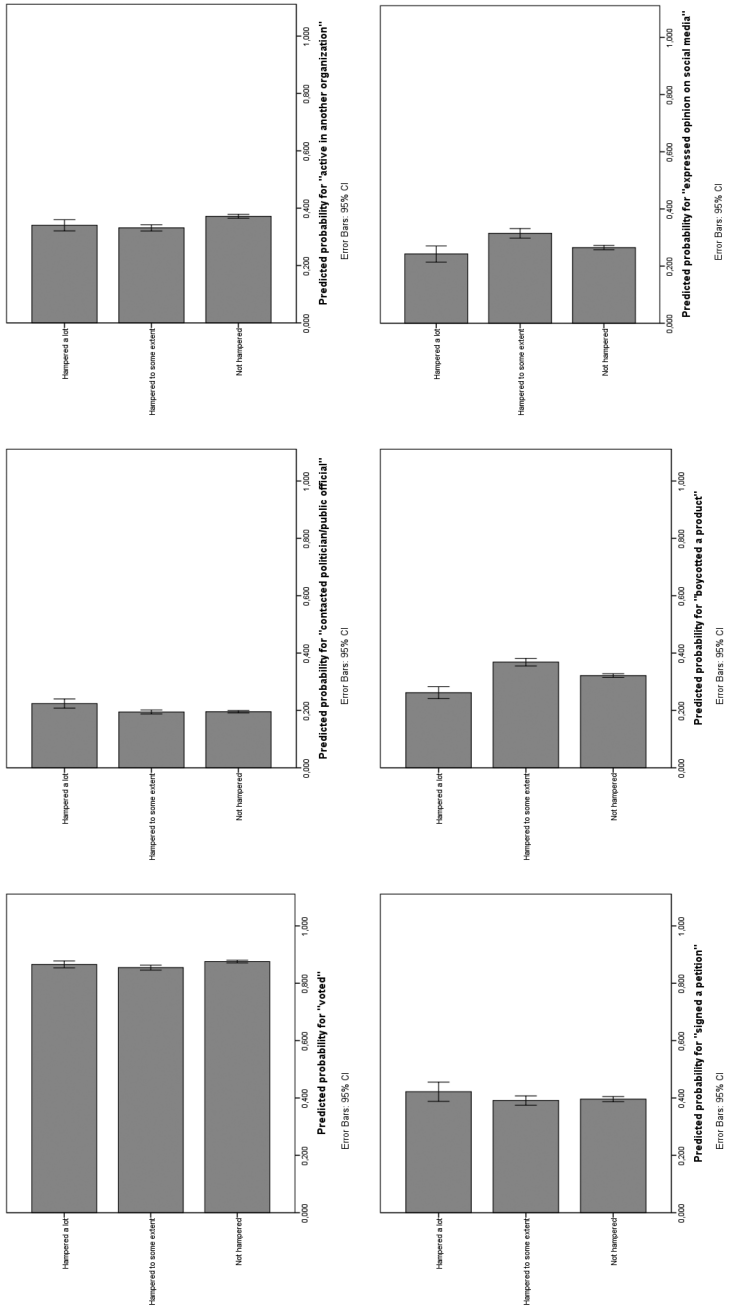 Hampered a lot
Hampered to some extent
Not hampered
0,000 0,200 0,400 0,600 0,800 1,000
Predicted probability for "voted"
Error Bars: 95% CI
Hampered a lot
Hampered to some extent
Not hampered
0,000 0,200 0,400 0,600 0,800 1,000
Predicted probability for "contacted politician/public official"
Error Bars: 95% CI
Hampered a lot
Hampered to some extent
Not hampered
0,000 0,200 0,400 0,600 0,800 1,000
Predicted probability for "active in another organization"
Error Bars: 95% CI
Hampered a lot
Hampered to some extent
Not hampered
0,000 0,200 0,400 0,600 0,800 1,000
Predicted probability for "signed a petition"
Error Bars: 95% CI
Hampered a lot
Hampered to some extent
Not hampered
0,000 0,200 0,400 0,600 0,800 1,000
Predicted probability for "boycotted a product"
Error Bars: 95% CI
Hampered a lot
Hampered to some extent
Not hampered
0,000 0,200 0,400 0,600 0,800 1,000
Predicted probability for "expressed opinion on social media"
Error Bars: 95% CI